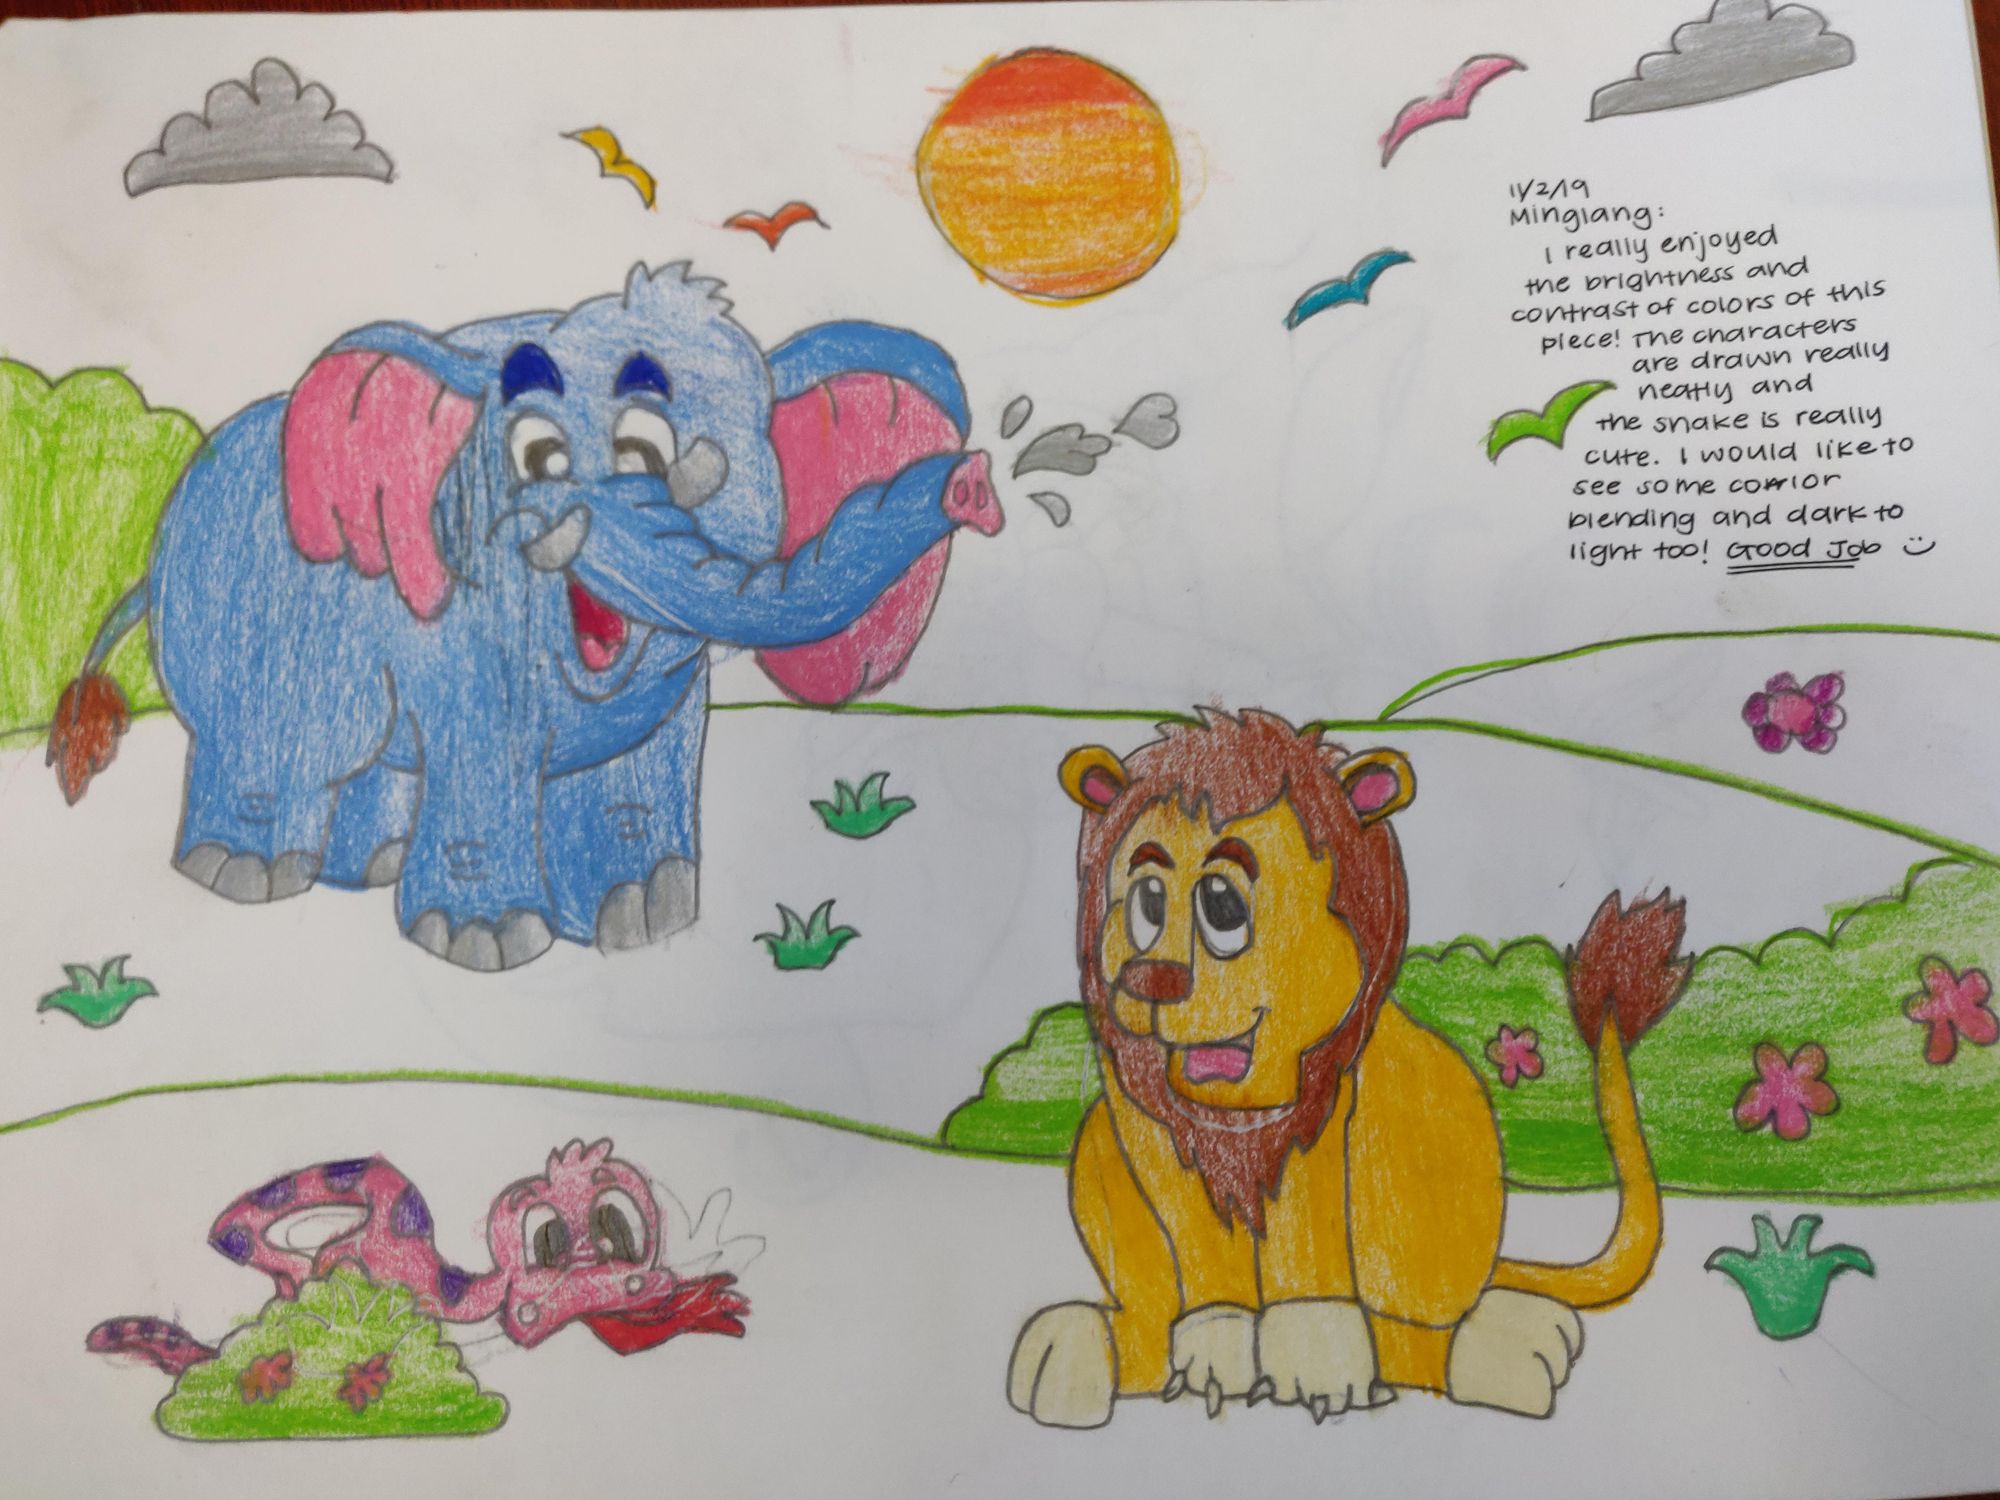 11/2/19
Minglang:
I really enjoyed
the brightness and
contrast of colors of this
piece! The characters
are drawn really
neatly and
the snake is really
cute. I would like to
see some color
blending and dark to
light too! Good Job :)